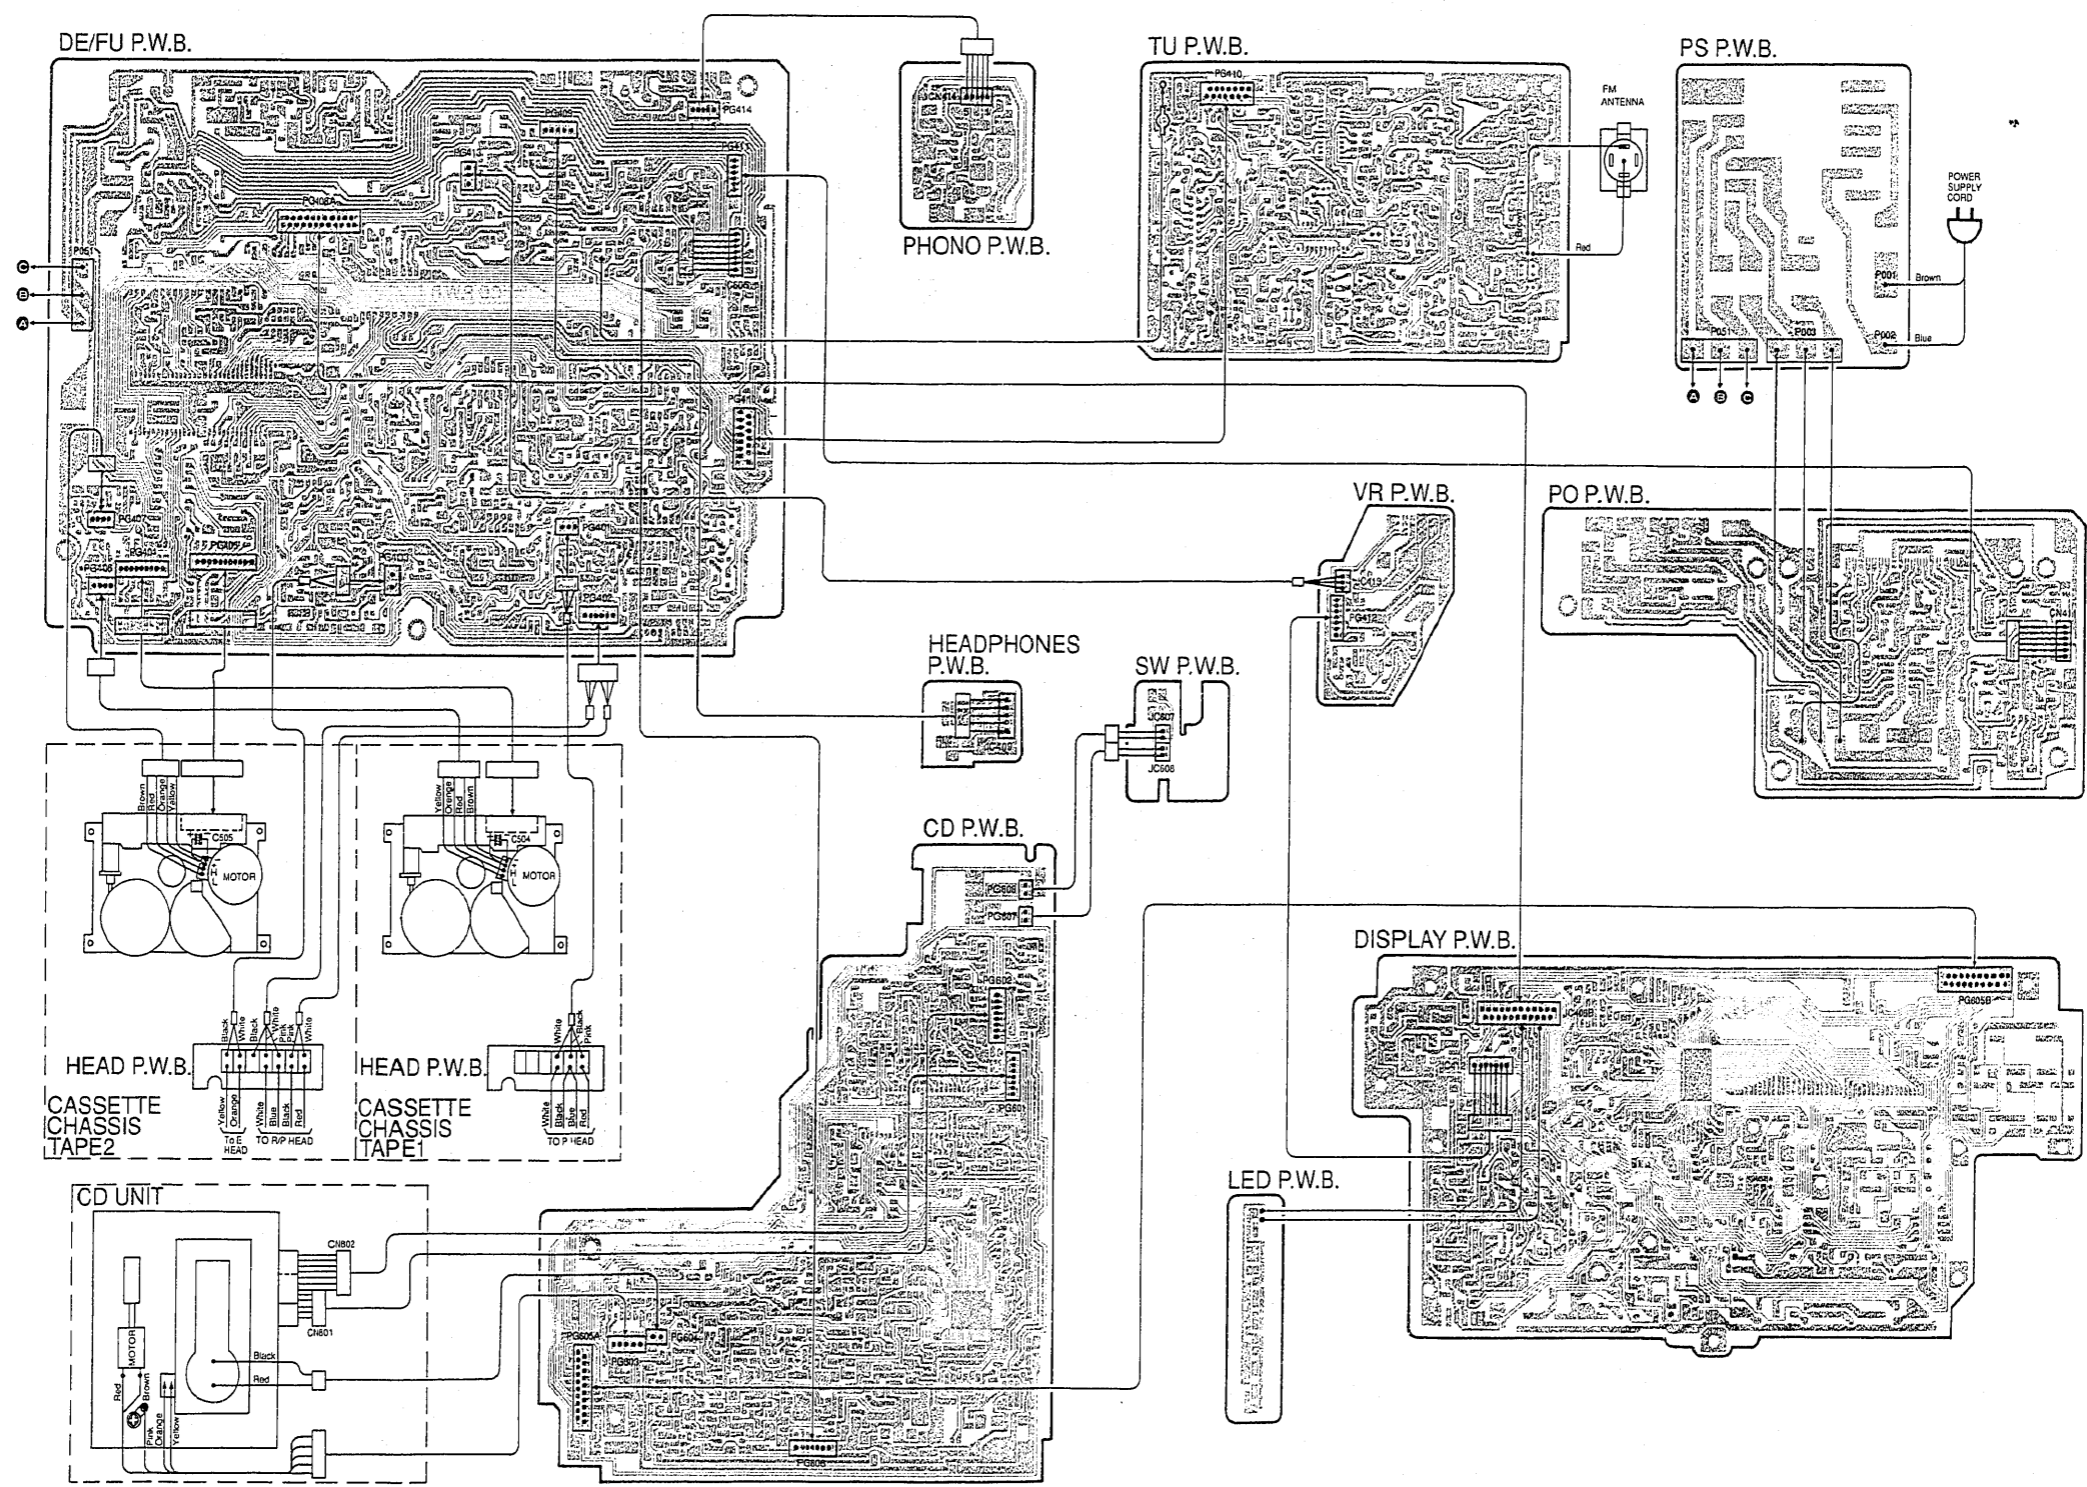 DE/FU P.W.B.
PG414
PG409
PG408A
P051
C
B
A
PG407
PG404
PG405
PG406
PG403
PG401
PG402
PHONO P.W.B.
TU P.W.B.
PG410
Brown
Red
FM
ANTENNA
PS P.W.B.
POWER
SUPPLY
CORD
P001
Brown
P002
Blue
P051
P003
A
B
C
VR P.W.B.
PG412
PO P.W.B.
HEADPHONES
P.W.B.
SW P.W.B.
JC607
JC608
CD P.W.B.
PG608
PG607
PG602
PG601
PG605A
PG603
PG604
PG606
DISPLAY P.W.B.
PG605B
LED P.W.B.
Brown
Red
Orange
Yellow
C505
H
L
MOTOR
Yellow
Orange
Red
Brown
C504
H
L
MOTOR
Black
White
Black
White
Pink
Pink
White
HEAD P.W.B.
Yellow
Orange
White
Blue
Black
Red
To E
HEAD
TO R/P HEAD
CASSETTE
CHASSIS
TAPE2
White
Black
Pink
HEAD P.W.B.
White
Black
Blue
Red
TO P HEAD
CASSETTE
CHASSIS
TAPE1
CD UNIT
CN802
CN801
MOTOR
Black
Red
Red
Brown
Pink
Orange
Yellow